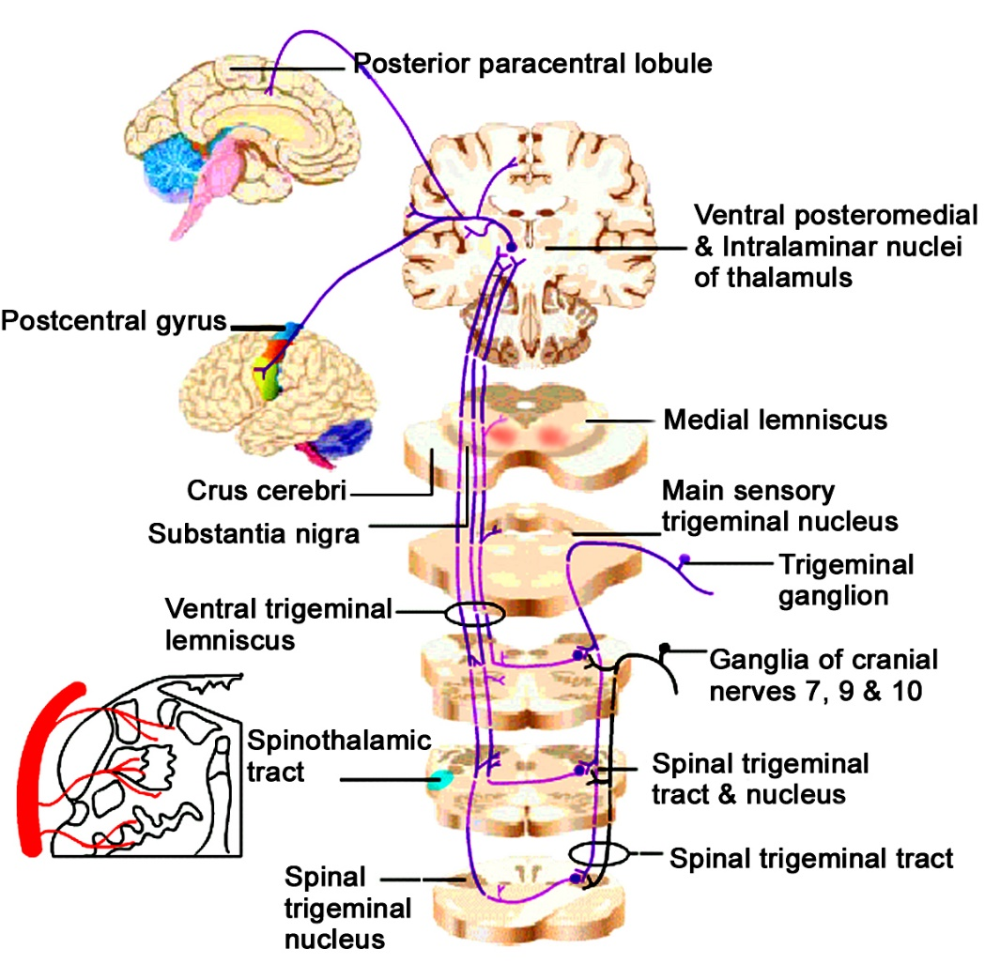 Posterior paracentral lobule
Ventral posteromedial
& Intralaminar nuclei
of thalamuls
Postcentral gyrus
Medial lemniscus
Crus cerebri
Main sensory
trigeminal nucleus
Substantia nigra
Trigeminal
ganglion
Ventral trigeminal
lemniscus
Ganglia of cranial
nerves 7, 9 & 10
Spinothalamic
tract
Spinal trigeminal
tract & nucleus
Spinal trigeminal tract
Spinal
trigeminal
nucleus